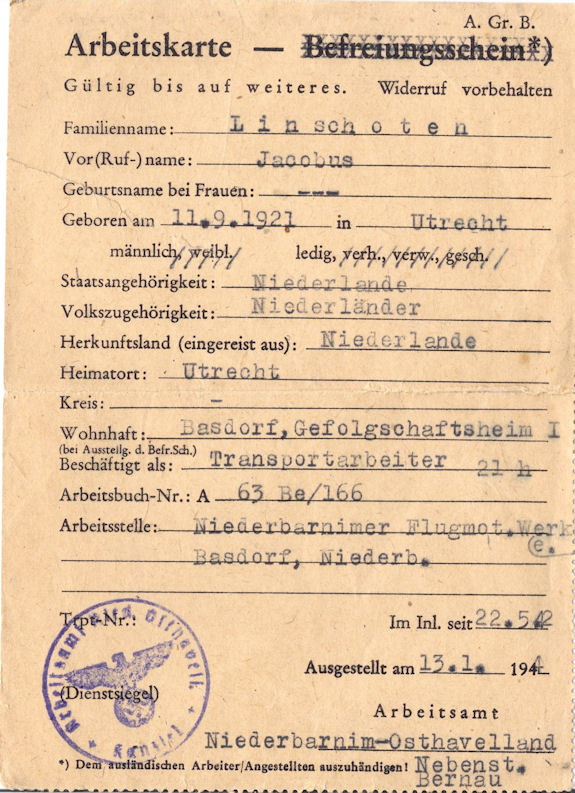 A. Gr. B.
Arbeitskarte — Befreiungsschein*)
Gültig bis auf weiteres. Widerruf vorbehalten
Familienname: Linschoten
Vor(Ruf-)name: Jacobus
Geburtsname bei Frauen: ---
Geboren am 11.9.1921 in Utrecht
männlich, weibl. ledig, verh., verw., gesch.
Staatsangehörigkeit: Niederlande
Volkszugehörigkeit: Niederländer
Herkunftsland (eingereist aus): Niederlande
Heimatort: Utrecht
Kreis: -
Wohnhaft: Basdorf, Gefolgschaftsheim I
(bei Ausstellg. d. Befr.Sch.)
Beschäftigt als: Transportarbeiter 21 h
Arbeitsbuch-Nr.: A 63 Be/166
Arbeitsstelle: Niederbarnimer Flugmot.Werk
e.
Basdorf, Niederb.
Trpt-Nr.: Im Inl. seit 22.5.42
Ausgestellt am 13.1. 194
(Dienstsiegel)
Arbeitsamt
Niederbarnim-Osthavelland
*) Dem ausländischen Arbeiter/Angestellten auszuhändigen! Nebenst.
Bernau